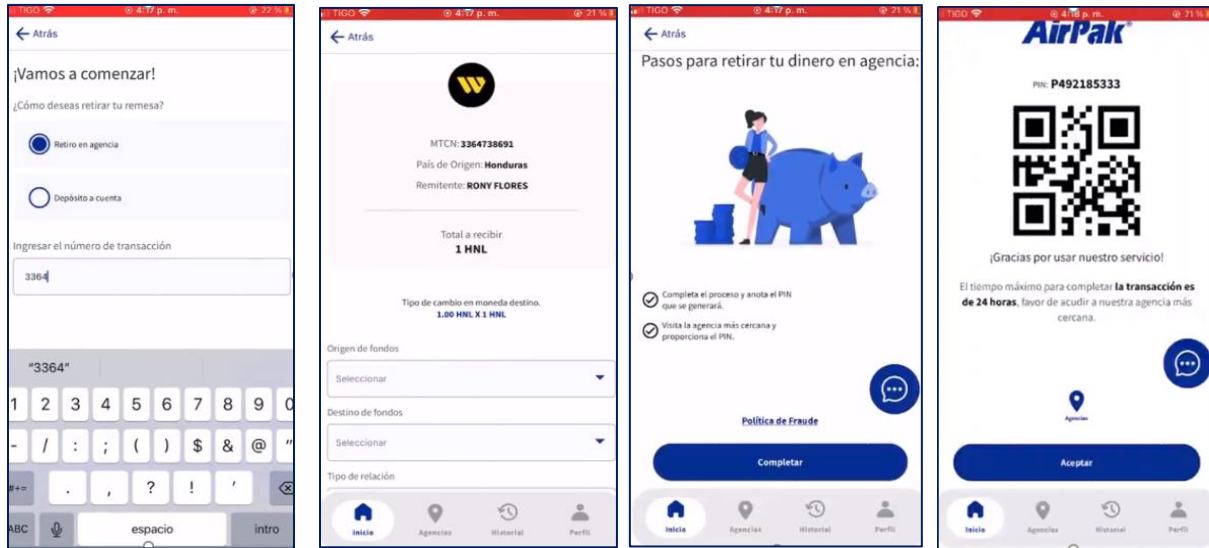 TIGO 4:17 p. m. 22 %
Atrás
¡Vamos a comenzar!
¿Cómo deseas retirar tu remesa?
Retiro en agencia
Depósito a cuenta
Ingresar el número de transacción
3364
"3364"
1 2 3 4 5 6 7 8 9 0
- / : ; ( ) $ & @ "
#+= . , ? ! '
ABC espacio intro
TIGO 4:17 p. m. 21 %
Atrás
MTCN: 3364738691
País de Origen: Honduras
Remitente: RONY FLORES
Total a recibir
1 HNL
Tipo de cambio en moneda destino.
1.00 HNL X 1 HNL
Origen de fondos
Seleccionar
Destino de fondos
Seleccionar
Tipo de relación
Inicio Agencias Historial Perfil
TIGO 4:17 p. m. 21 %
Atrás
Pasos para retirar tu dinero en agencia:
Completa el proceso y anota el PIN
que se generará.
Visita la agencia más cercana y
proporciona el PIN.
Política de Fraude
Completar
Inicio Agencias Historial Perfil
TIGO 4:18 p. m. 21 %
AirPak
PIN: P492185333
¡Gracias por usar nuestro servicio!
El tiempo máximo para completar la transacción es
de 24 horas, favor de acudir a nuestra agencia más
cercana.
Agencias
Aceptar
Inicio Agencias Historial Perfil